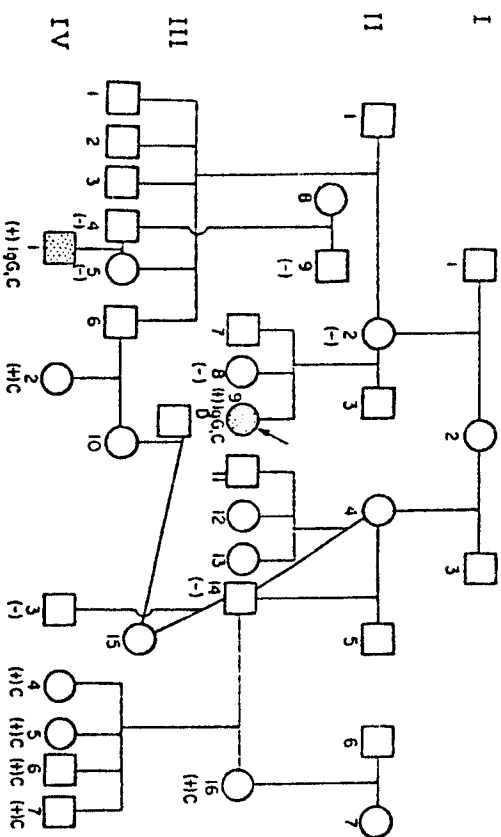 I
1 2 3
II
1 2 3 4 5 6 7
(-)
8 9
(-)
III
7 8 9 0 11 12 13 14 16
(-) (+)IgG,C (-) (+)C
1 2 3 4 5 6 10 15
(-) (-)
IV
1 2 3 4 5 6 7
(+)IgG,C (+)C (-) (+)C (+)C (+)C (+)C